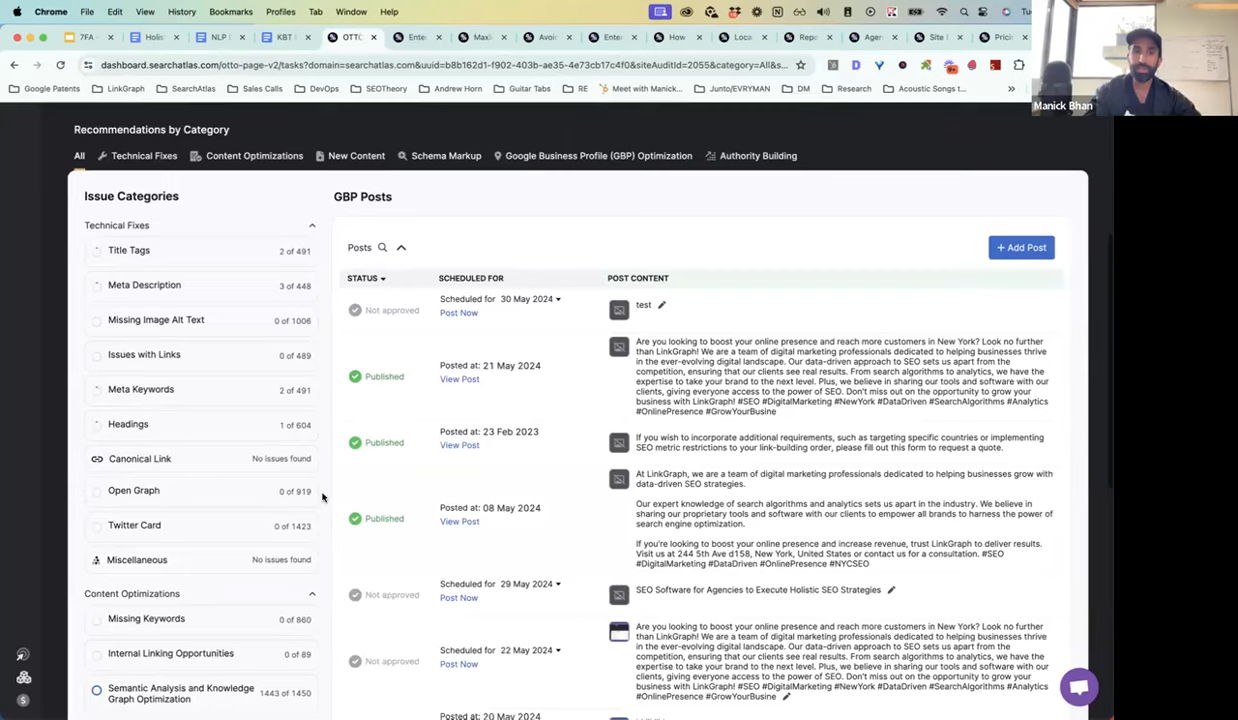 Chrome File Edit View History Bookmarks Profiles Tab Window Help
7FA - Holis NLP KBT OTTC Ente Maxi Avoi Ente How Loca Repo Agen Site Pricin
dashboard.searchatlas.com/otto-page-v2/tasks?domain=searchatlas.com&uuid=b8b162d1-f902-403b-ae35-4e73cb17c4f0&siteAuditId=2055&category=All&s...
Google Patents LinkGraph SearchAtlas Sales Calls DevOps SEOTheory Andrew Horn Guitar Tabs RE Meet with Manick... Junto/EVRYMAN DM Research Acoustic Songs t... »
Manick Bhan
Recommendations by Category
All Technical Fixes Content Optimizations New Content Schema Markup Google Business Profile (GBP) Optimization Authority Building
Issue Categories
Technical Fixes
Title Tags 2 of 491
Meta Description 3 of 448
Missing Image Alt Text 0 of 1006
Issues with Links 0 of 489
Meta Keywords 2 of 491
Headings 1 of 604
Canonical Link No issues found
Open Graph 0 of 919
Twitter Card 0 of 1423
Miscellaneous No issues found
Content Optimizations
Missing Keywords 0 of 860
Internal Linking Opportunities 0 of 89
Semantic Analysis and Knowledge
Graph Optimization 1443 of 1450
GBP Posts
Posts
+ Add Post
STATUS SCHEDULED FOR POST CONTENT
Not approved
Scheduled for 30 May 2024
Post Now
test
Published
Posted at: 21 May 2024
View Post
Are you looking to boost your online presence and reach more customers in New York? Look no further
than LinkGraph! We are a team of digital marketing professionals dedicated to helping businesses thrive
in the ever-evolving digital landscape. Our data-driven approach to SEO sets us apart from the
competition, ensuring that our clients see real results. From search algorithms to analytics, we have the
expertise to take your brand to the next level. Plus, we believe in sharing our tools and software with our
clients, giving everyone access to the power of SEO. Don't miss out on the opportunity to grow your
business with LinkGraph! #SEO #DigitalMarketing #NewYork #DataDriven #SearchAlgorithms #Analytics
#OnlinePresence #GrowYourBusine
Published
Posted at: 23 Feb 2023
View Post
If you wish to incorporate additional requirements, such as targeting specific countries or implementing
SEO metric restrictions to your link-building order, please fill out this form to request a quote.
Published
Posted at: 08 May 2024
View Post
At LinkGraph, we are a team of digital marketing professionals dedicated to helping businesses grow with
data-driven SEO strategies.
Our expert knowledge of search algorithms and analytics sets us apart in the industry. We believe in
sharing our proprietary tools and software with our clients to empower all brands to harness the power of
search engine optimization.
If you're looking to enhance your online presence and increase revenue, trust LinkGraph to deliver results.
Visit us at 244 5th Ave d158, New York, United States or contact us for a consultation. #SEO
#DigitalMarketing #DataDriven #OnlinePresence #NYCSEO
Not approved
Scheduled for 29 May 2024
Post Now
SEO Software for Agencies to Execute Holistic SEO Strategies
Not approved
Scheduled for 22 May 2024
Post Now
Are you looking to boost your online presence and reach more customers in New York? Look no further
than LinkGraph! We are a team of digital marketing professionals dedicated to helping businesses thrive
in the ever-evolving digital landscape. Our data-driven approach to SEO sets us apart from the
competition, ensuring that our clients see real results. From search algorithms to analytics, we have the
expertise to take your brand to the next level. Plus, we believe in sharing our tools and software with our
clients, giving everyone access to the power of SEO. Don't miss out on the opportunity to grow your
business with LinkGraph! #SEO #DigitalMarketing #NewYork #DataDriven #SearchAlgorithms #Analytics
#OnlinePresence #GrowYourBusine
Posted at: 20 May 2024